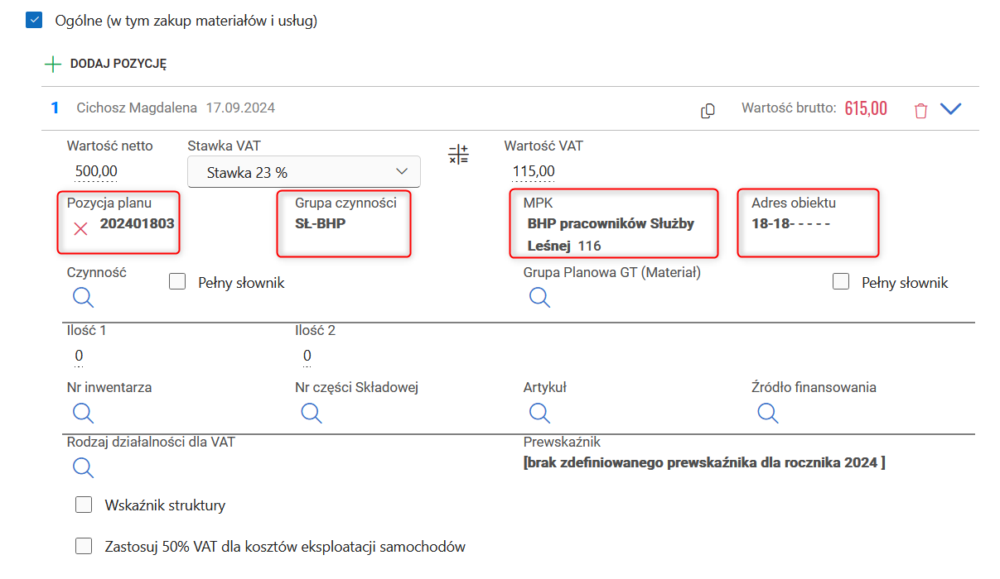 Ogólne (w tym zakup materiałów i usług)
DODAJ POZYCJĘ
1 Cichosz Magdalena 17.09.2024 Wartość brutto: 615,00
Wartość netto Stawka VAT Wartość VAT
500,00 Stawka 23 % 115,00
Pozycja planu Grupa czynności MPK Adres obiektu
202401803 SŁ-BHP BHP pracowników Służby 18-18- - - - -
Leśnej 116
Czynność Pełny słownik Grupa Planowa GT (Materiał) Pełny słownik
Ilość 1 Ilość 2
0 0
Nr inwentarza Nr części Składowej Artykuł Źródło finansowania
Rodzaj działalności dla VAT Prewskaźnik
[brak zdefiniowanego prewskaźnika dla rocznika 2024 ]
Wskaźnik struktury
Zastosuj 50% VAT dla kosztów eksploatacji samochodów